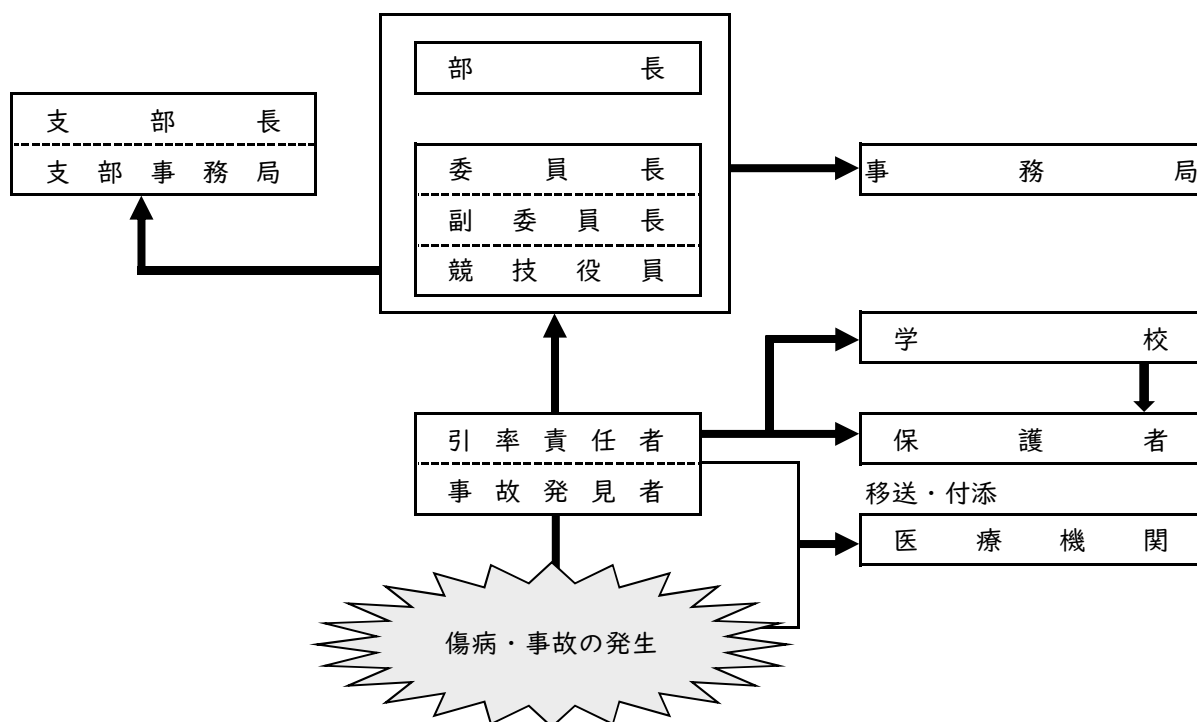 部長
支部長
支部事務局
委員長
副委員長
競技役員
事務局
学校
引率責任者
事故発見者
保護者
移送・付添
医療機関
傷病・事故の発生